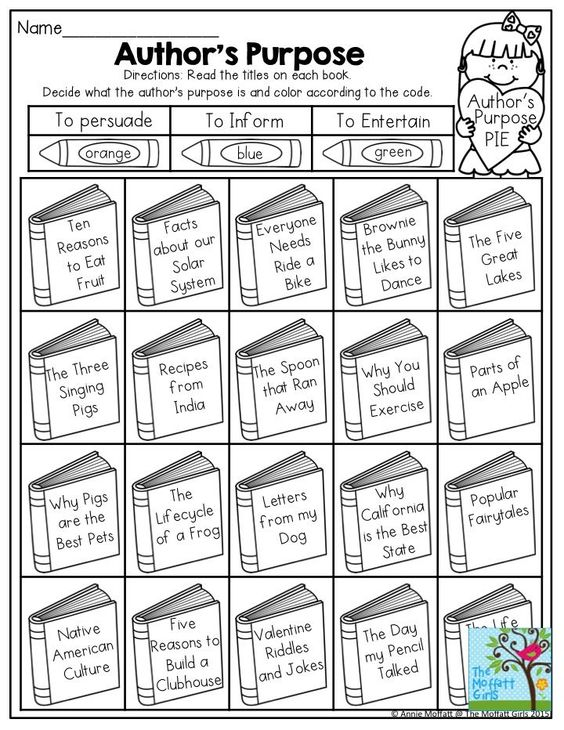 Name
Author's Purpose
Directions: Read the titles on each book.
Decide what the author's purpose is and color according to the code.
Author's
Purpose
PIE
To persuade
To Inform
To Entertain
orange
blue
green
Ten
Reasons
to Eat
Fruit
Facts
about our
Solar
System
Everyone
Needs
Ride a
Bike
Brownie
the Bunny
Likes to
Dance
The Five
Great
Lakes
The Three
Singing
Pigs
Recipes
from
India
The Spoon
that Ran
Away
Why You
Should
Exercise
Parts of
an Apple
Why Pigs
are the
Best Pets
The
Lifecycle
of a Frog
Letters
from my
Dog
Why
California
is the Best
State
Popular
Fairytales
Native
American
Culture
Five
Reasons to
Build a
Clubhouse
Valentine
Riddles
and Jokes
The Day
my Pencil
Talked
The Life
The
Moffatt
Girls
© Annie Moffatt @ The Moffatt Girls 2015